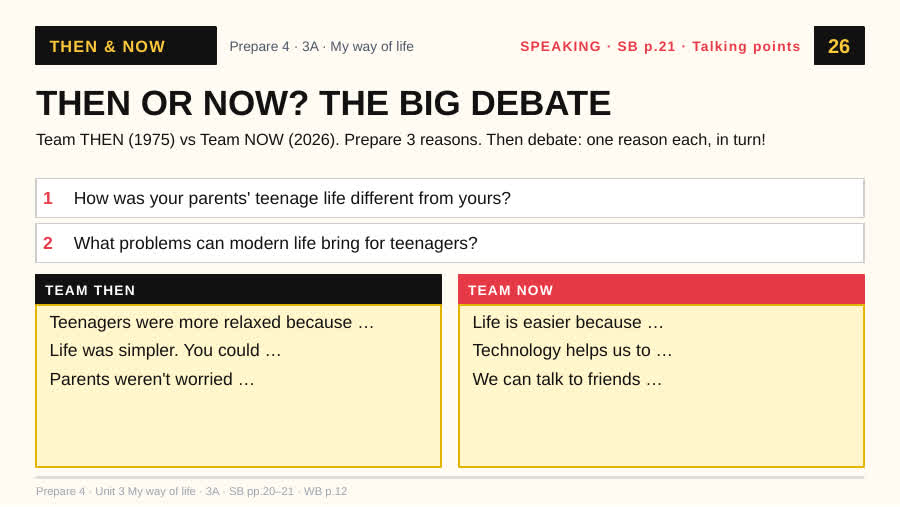 THEN & NOW
Prepare 4 · 3A · My way of life
SPEAKING · SB p.21 · Talking points
26
THEN OR NOW? THE BIG DEBATE
Team THEN (1975) vs Team NOW (2026). Prepare 3 reasons. Then debate: one reason each, in turn!
1 How was your parents' teenage life different from yours?
2 What problems can modern life bring for teenagers?
TEAM THEN
Teenagers were more relaxed because …
Life was simpler. You could …
Parents weren't worried …
TEAM NOW
Life is easier because …
Technology helps us to …
We can talk to friends …
Prepare 4 · Unit 3 My way of life · 3A · SB pp.20–21 · WB p.12